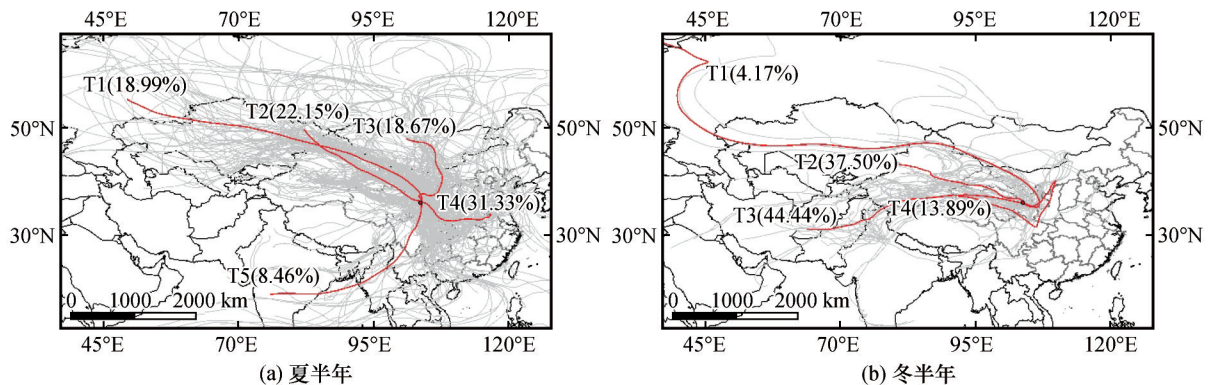 45°E 70°E 95°E 120°E
T1(18.99%)
T2(22.15%)
T3(18.67%)
50°N
T4(31.33%)
30°N
T5(8.46%)
0 1000 2000 km
45°E 70°E 95°E 120°E
(a) 夏半年
45°E 70°E 95°E 120°E
T1(4.17%)
50°N 50°N
T2(37.50%)
T3(44.44%)
T4(13.89%)
30°N 30°N
0 1000 2000 km
45°E 70°E 95°E 120°E
(b) 冬半年